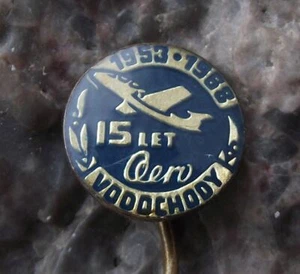 1953 • 1968
15 LET
Aero
VODOCHODY